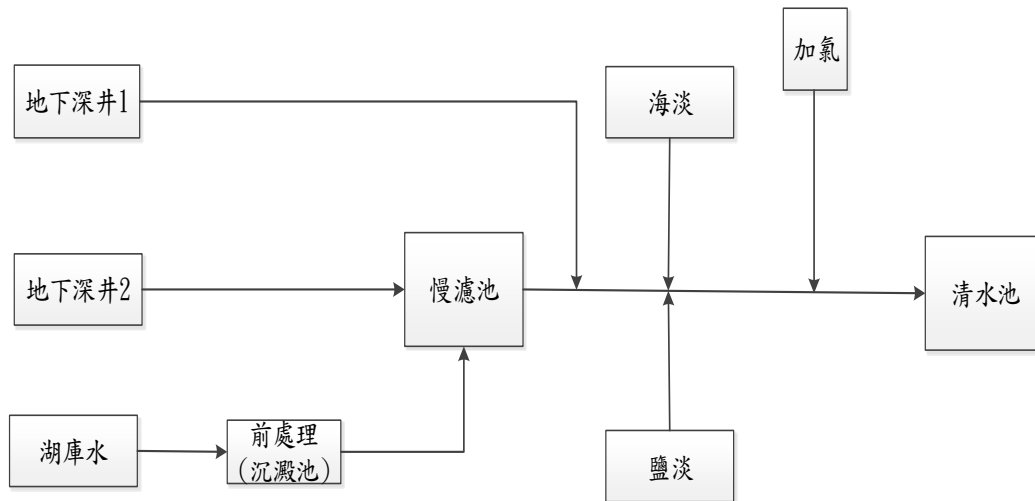 加氯
地下深井1
海淡
地下深井2
慢濾池
清水池
湖庫水
前處理
(沉澱池)
鹽淡